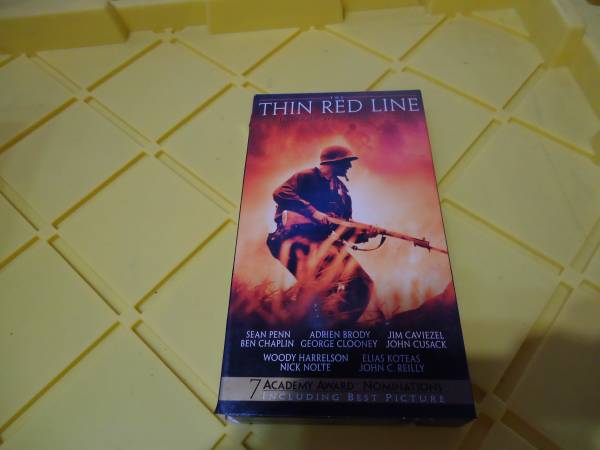 THE
THIN RED LINE
SEAN PENN ADRIEN BRODY JIM CAVIEZEL
BEN CHAPLIN GEORGE CLOONEY JOHN CUSACK
WOODY HARRELSON ELIAS KOTEAS
NICK NOLTE JOHN C. REILLY
7 ACADEMY AWARD™ NOMINATIONS
INCLUDING BEST PICTURE